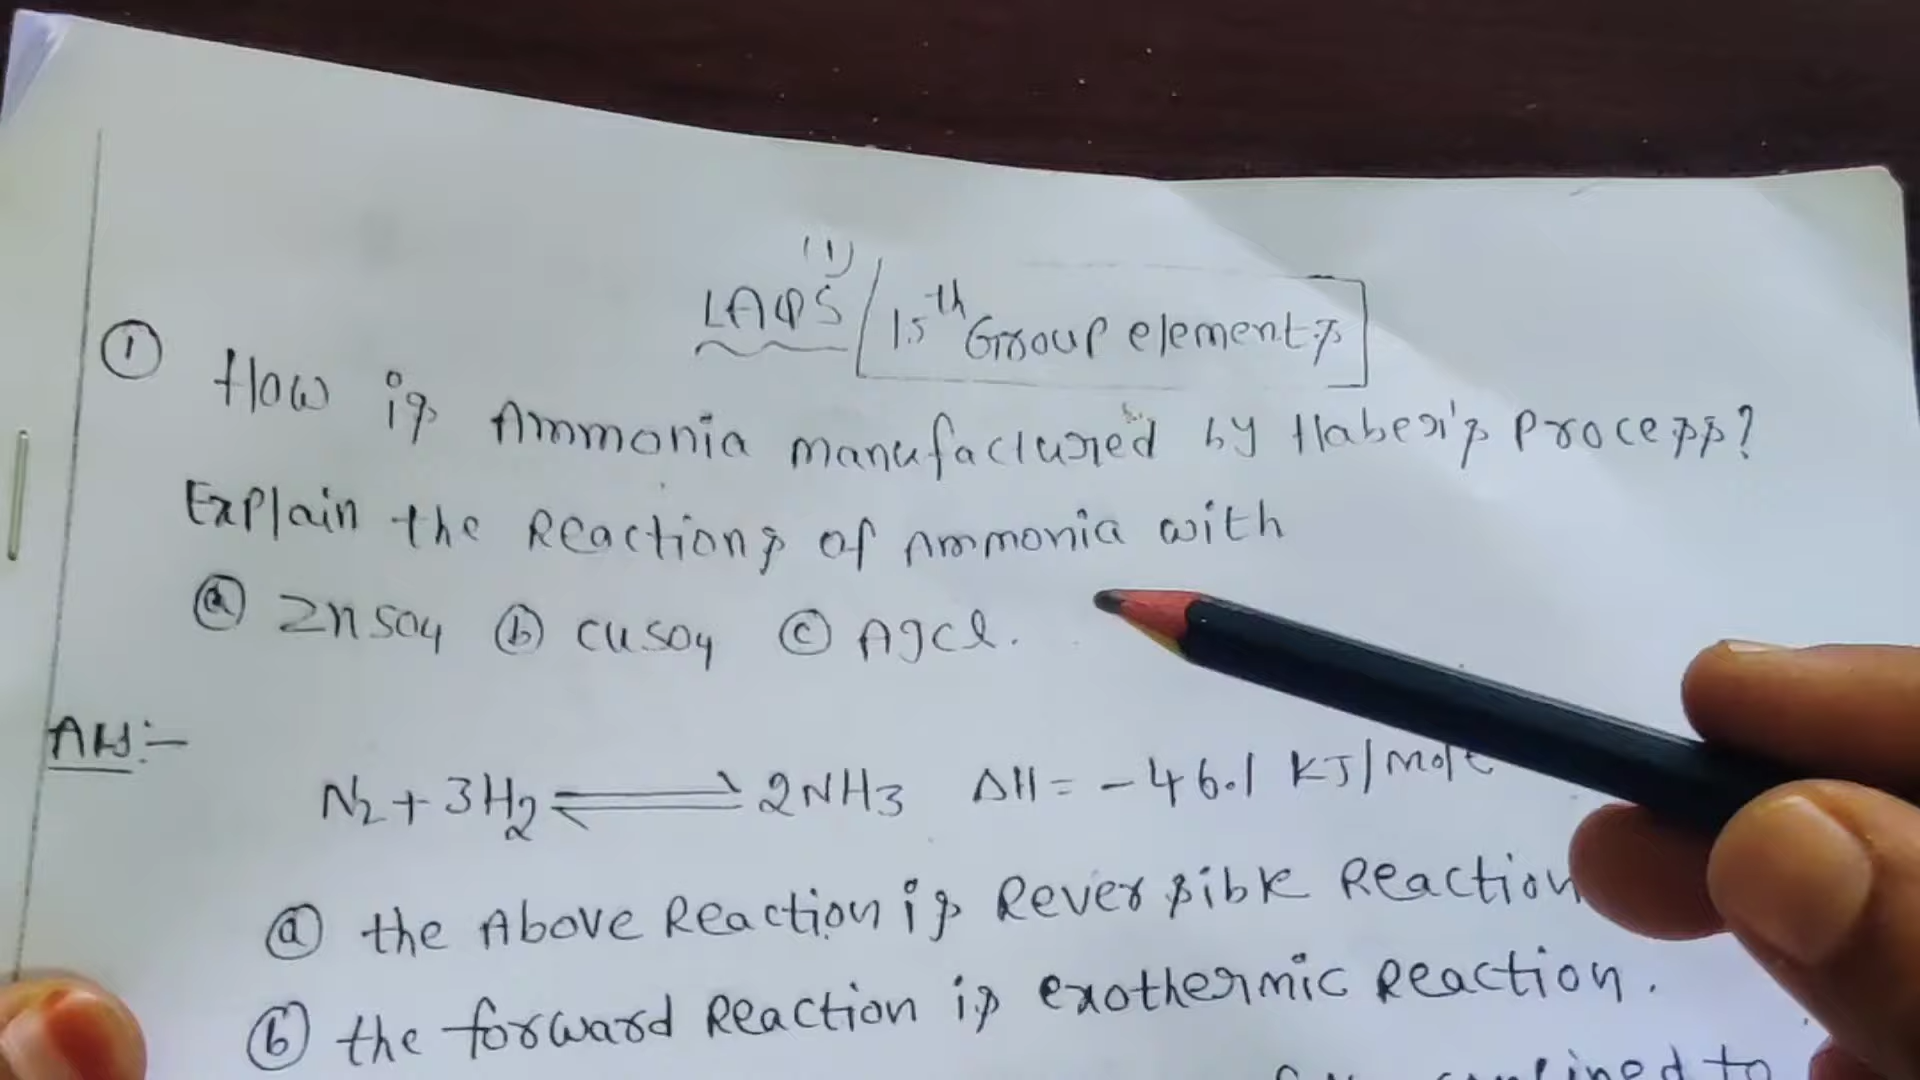 (1)
LAQS / 15th Group elements
① How is Ammonia manufactured by Haber's Process?
Explain the Reactions of Ammonia with
ⓐ ZnSO4 ⓑ CuSO4 ⓒ AgCl.
Ans:-
N2 + 3H2 ⇌ 2NH3 ΔH = -46.1 KJ/mole
ⓐ the Above Reaction is Reversible Reaction
ⓑ the forward Reaction is exothermic Reaction.
to